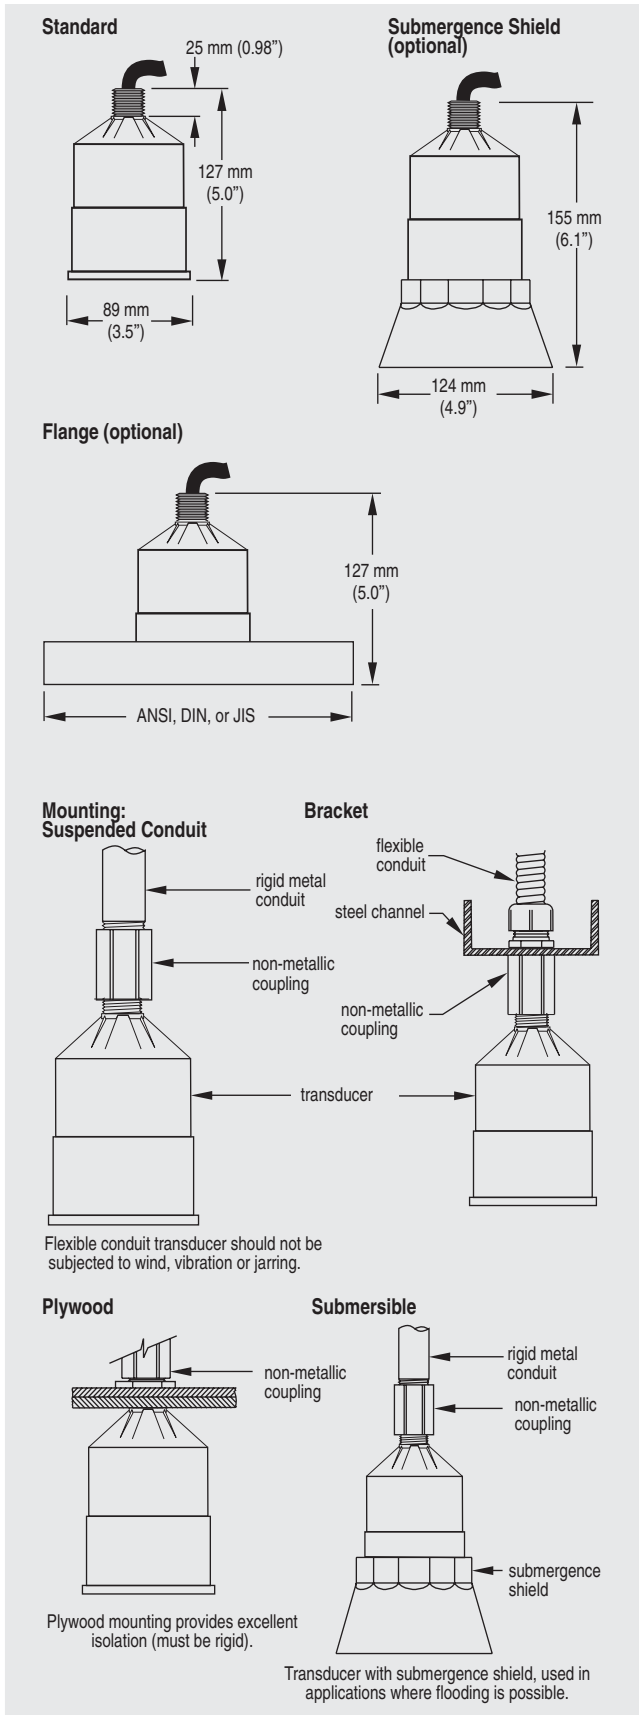 Standard
25 mm (0.98")
127 mm
(5.0")
89 mm
(3.5")
Submergence Shield
(optional)
155 mm
(6.1")
124 mm
(4.9")
Flange (optional)
127 mm
(5.0")
ANSI, DIN, or JIS
Mounting:
Suspended Conduit
rigid metal
conduit
non-metallic
coupling
Bracket
flexible
conduit
steel channel
non-metallic
coupling
transducer
Flexible conduit transducer should not be
subjected to wind, vibration or jarring.
Plywood
non-metallic
coupling
Plywood mounting provides excellent
isolation (must be rigid).
Submersible
rigid metal
conduit
non-metallic
coupling
submergence
shield
Transducer with submergence shield, used in
applications where flooding is possible.